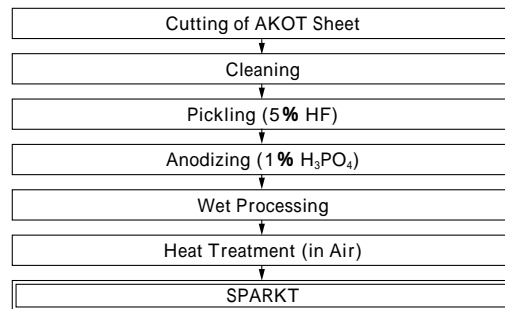 Cutting of AKOT Sheet
Cleaning
Pickling (5% HF)
Anodizing (1% H₃PO₄)
Wet Processing
Heat Treatment (in Air)
SPARKT